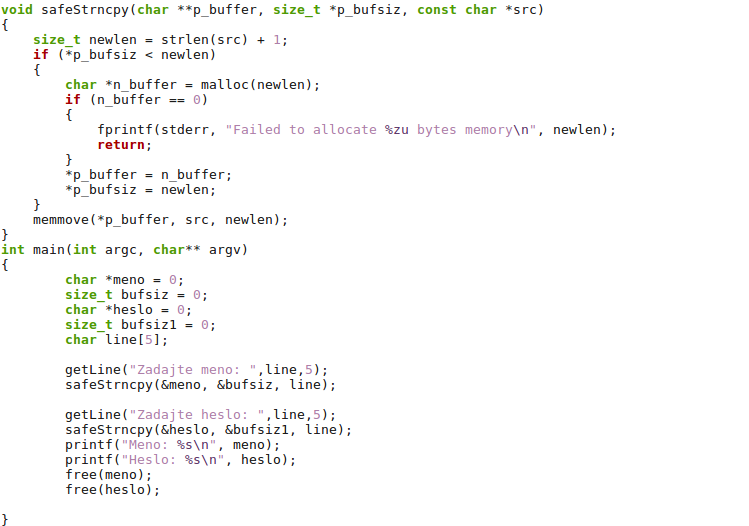 void safeStrncpy(char **p_buffer, size_t *p_bufsiz, const char *src)
{
    size_t newlen = strlen(src) + 1;
    if (*p_bufsiz < newlen)
    {
        char *n_buffer = malloc(newlen);
        if (n_buffer == 0)
        {
            fprintf(stderr, "Failed to allocate %zu bytes memory\n", newlen);
            return;
        }
        *p_buffer = n_buffer;
        *p_bufsiz = newlen;
    }
    memmove(*p_buffer, src, newlen);
}
int main(int argc, char** argv)
{
        char *meno = 0;
        size_t bufsiz = 0;
        char *heslo = 0;
        size_t bufsiz1 = 0;
        char line[5];

        getLine("Zadajte meno: ",line,5);
        safeStrncpy(&meno, &bufsiz, line);

        getLine("Zadajte heslo: ",line,5);
        safeStrncpy(&heslo, &bufsiz1, line);
        printf("Meno: %s\n", meno);
        printf("Heslo: %s\n", heslo);
        free(meno);
        free(heslo);

}